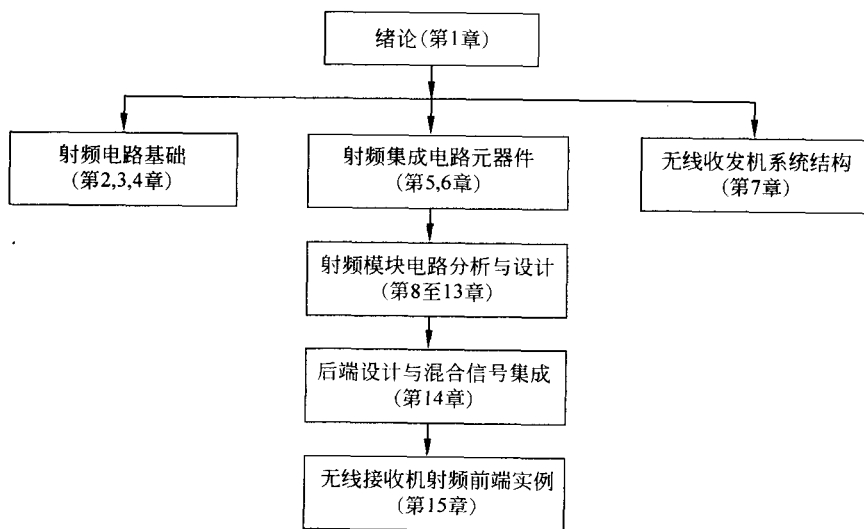 绪论(第1章)
射频电路基础
(第2,3,4章)
射频集成电路元器件
(第5,6章)
无线收发机系统结构
(第7章)
射频模块电路分析与设计
(第8至13章)
后端设计与混合信号集成
(第14章)
无线接收机射频前端实例
(第15章)